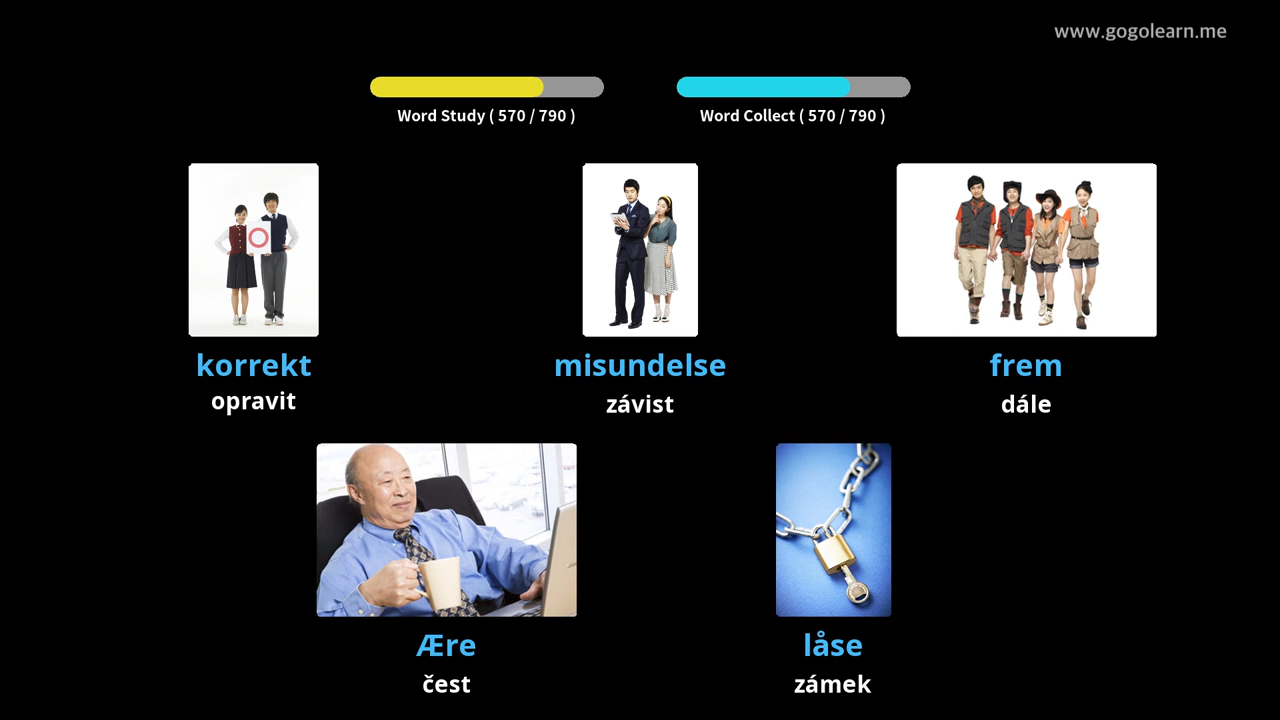 www.gogolearn.me
Word Study ( 570 / 790 )
Word Collect ( 570 / 790 )
korrekt
opravit
misundelse
závist
frem
dále
Ære
čest
låse
zámek